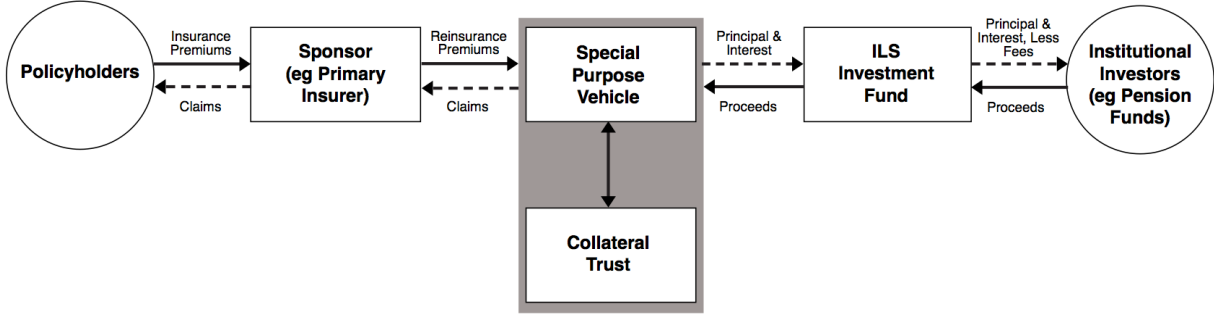 Policyholders
Insurance
Premiums
Claims
Sponsor
(eg Primary
Insurer)
Reinsurance
Premiums
Claims
Special
Purpose
Vehicle
Principal &
Interest
Proceeds
ILS
Investment
Fund
Principal &
Interest, Less
Fees
Proceeds
Institutional
Investors
(eg Pension
Funds)
Collateral
Trust